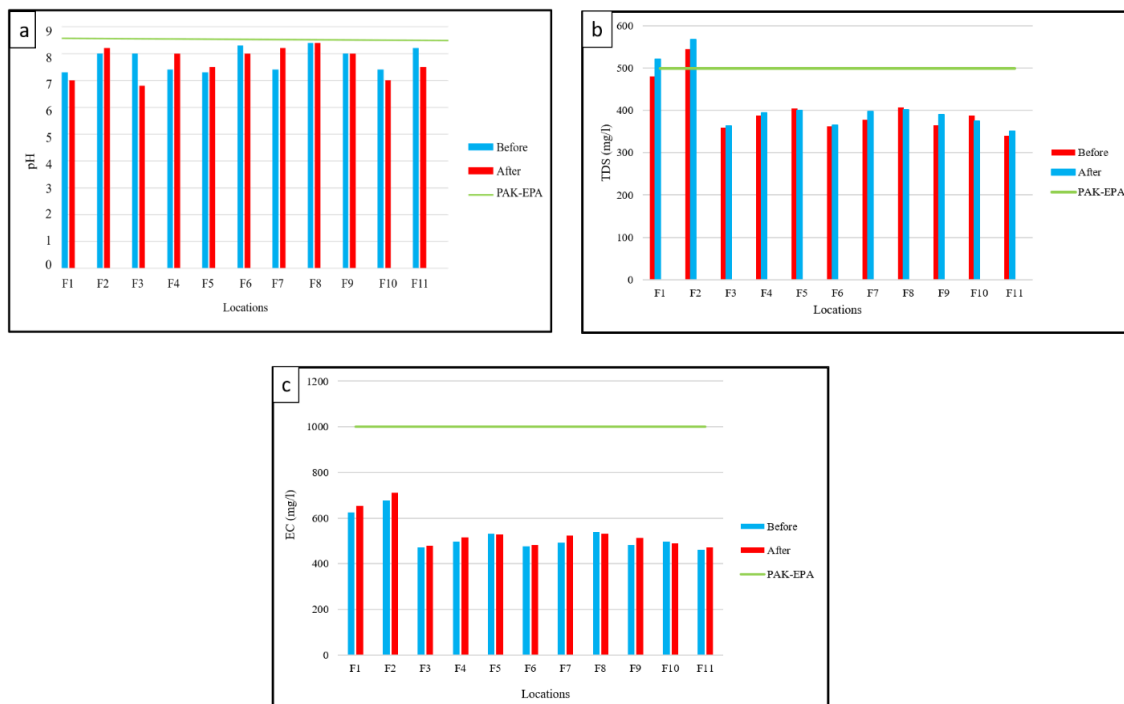 a
9
8
7
6
5
4
3
2
1
0
pH
F1 F2 F3 F4 F5 F6 F7 F8 F9 F10 F11
Locations
Before
After
PAK-EPA
b
600
500
400
300
200
100
0
TDS (mg/l)
F1 F2 F3 F4 F5 F6 F7 F8 F9 F10 F11
Locations
Before
After
PAK-EPA
c
1200
1000
800
600
400
200
0
EC (mg/l)
F1 F2 F3 F4 F5 F6 F7 F8 F9 F10 F11
Locations
Before
After
PAK-EPA